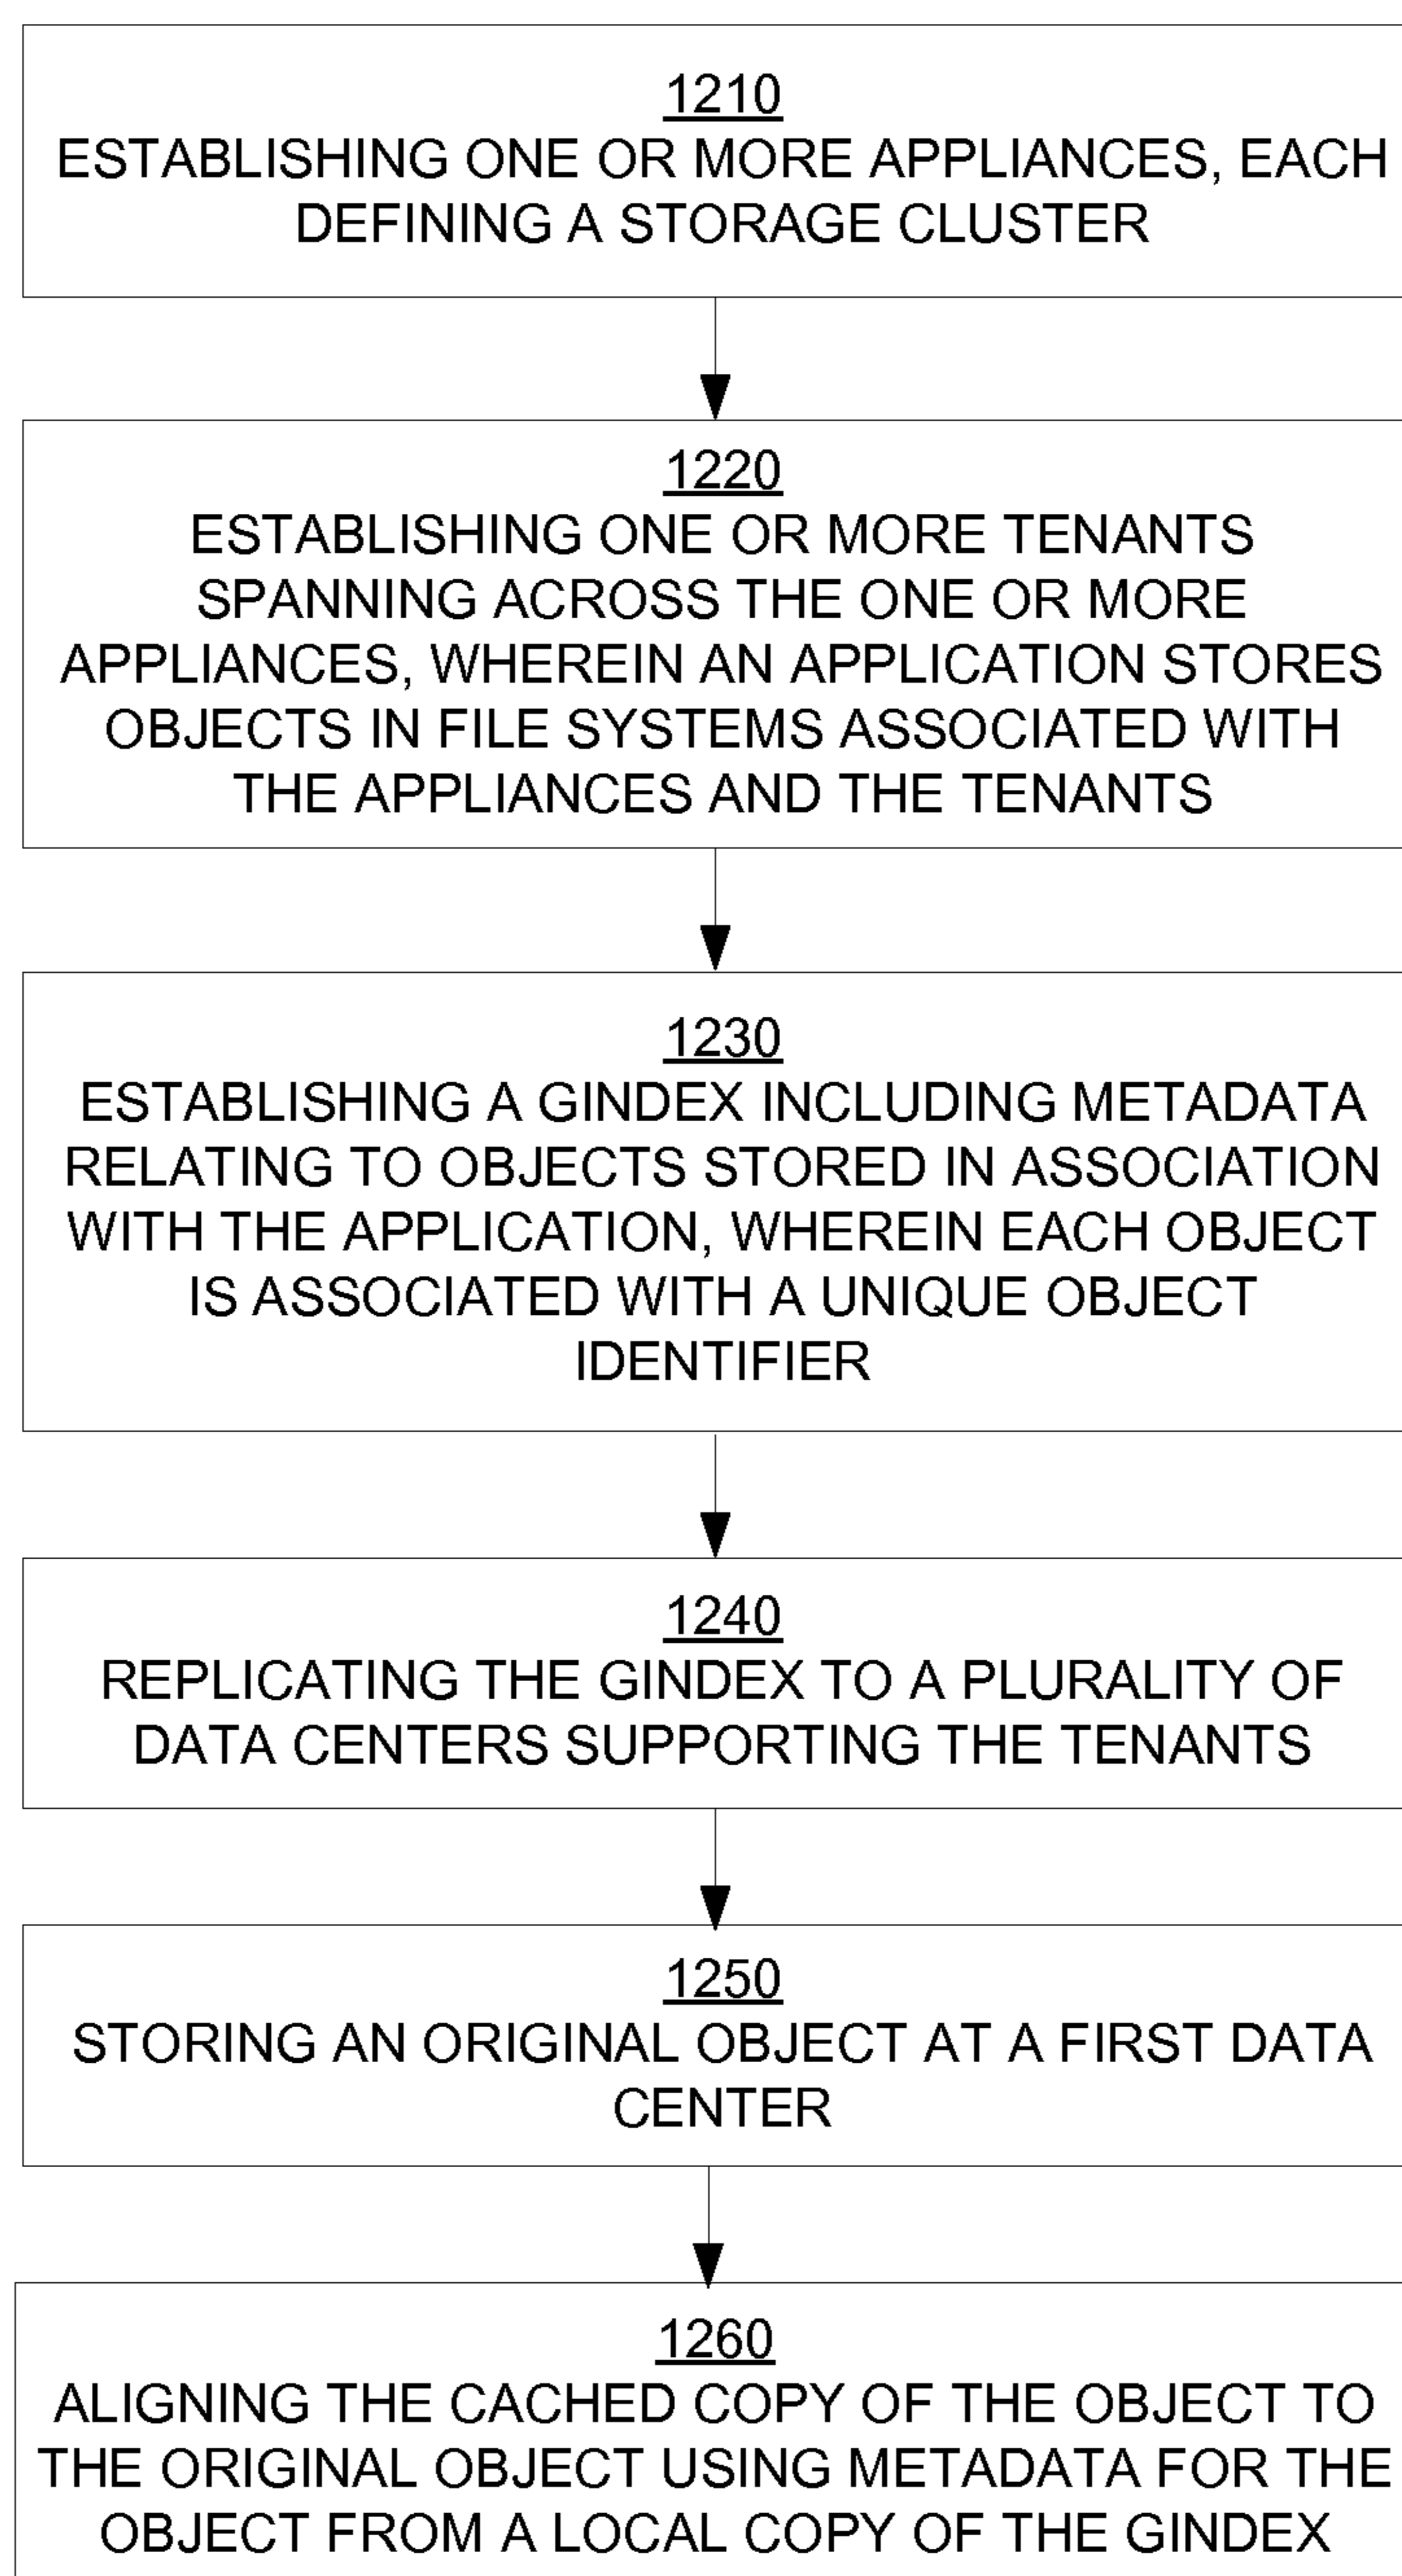 1210
ESTABLISHING ONE OR MORE APPLIANCES, EACH
DEFINING A STORAGE CLUSTER
1220
ESTABLISHING ONE OR MORE TENANTS
SPANNING ACROSS THE ONE OR MORE
APPLIANCES, WHEREIN AN APPLICATION STORES
OBJECTS IN FILE SYSTEMS ASSOCIATED WITH
THE APPLIANCES AND THE TENANTS
1230
ESTABLISHING A GINDEX INCLUDING METADATA
RELATING TO OBJECTS STORED IN ASSOCIATION
WITH THE APPLICATION, WHEREIN EACH OBJECT
IS ASSOCIATED WITH A UNIQUE OBJECT
IDENTIFIER
1240
REPLICATING THE GINDEX TO A PLURALITY OF
DATA CENTERS SUPPORTING THE TENANTS
1250
STORING AN ORIGINAL OBJECT AT A FIRST DATA
CENTER
1260
ALIGNING THE CACHED COPY OF THE OBJECT TO
THE ORIGINAL OBJECT USING METADATA FOR THE
OBJECT FROM A LOCAL COPY OF THE GINDEX